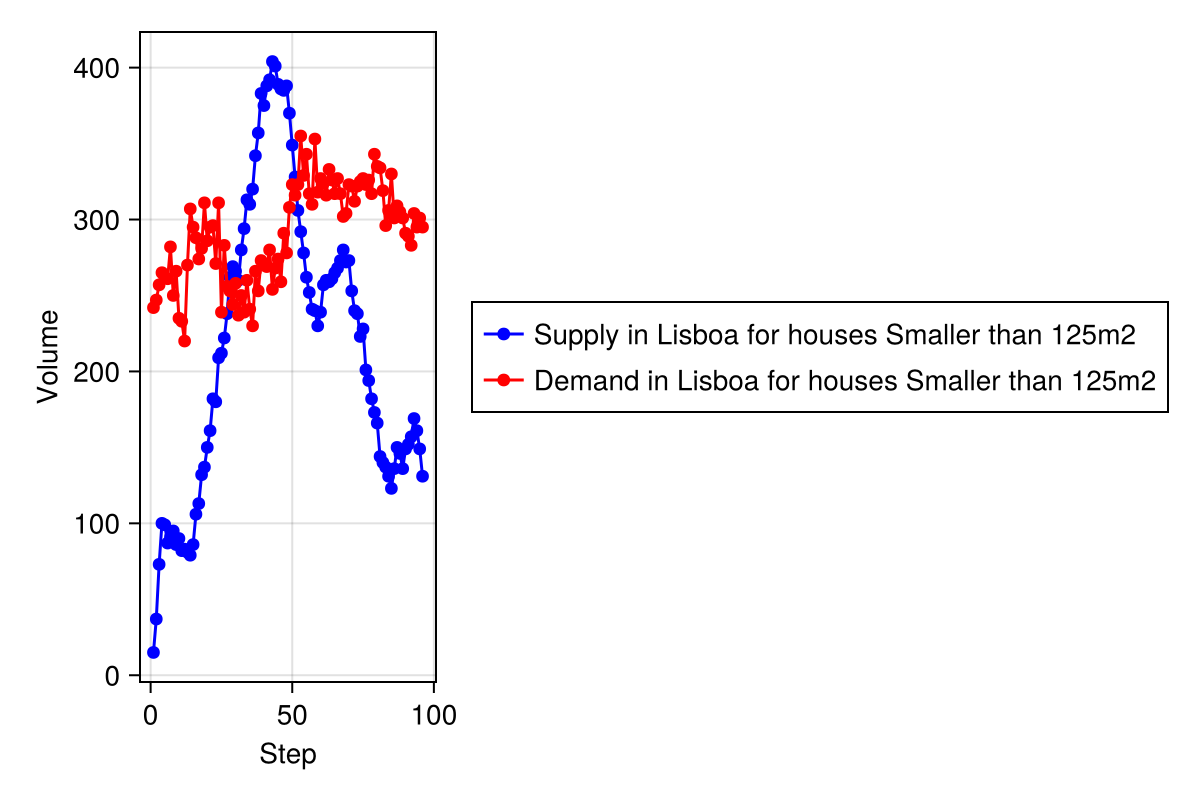 400
300
200
100
0
Volume
0 50 100
Step
Supply in Lisboa for houses Smaller than 125m2
Demand in Lisboa for houses Smaller than 125m2